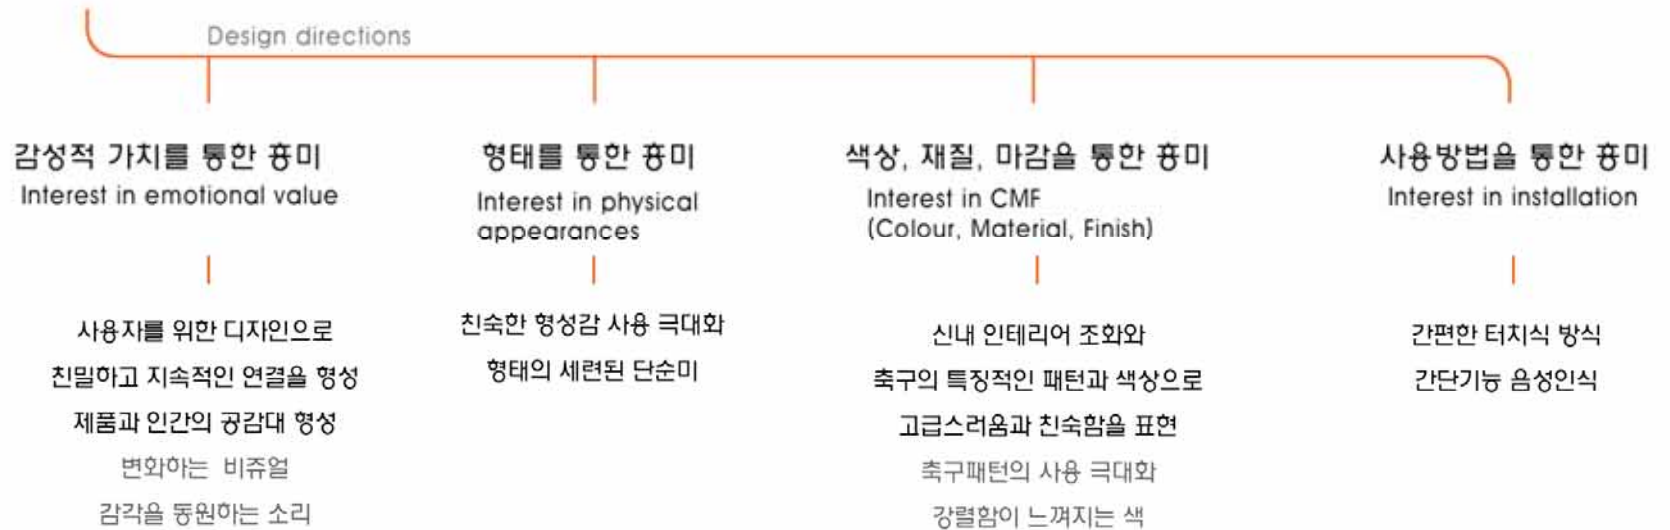 Design directions
감성적 가치를 통한 흥미
Interest in emotional value
사용자를 위한 디자인으로
친밀하고 지속적인 연결을 형성
제품과 인간의 공감대 형성
변화하는 비쥬얼
감각을 동원하는 소리
형태를 통한 흥미
Interest in physical
appearances
친숙한 형성감 사용 극대화
형태의 세련된 단순미
색상, 재질, 마감을 통한 흥미
Interest in CMF
(Colour, Material, Finish)
신내 인테리어 조화와
축구의 특징적인 패턴과 색상으로
고급스러움과 친숙함을 표현
축구패턴의 사용 극대화
강렬함이 느껴지는 색
사용방법을 통한 흥미
Interest in installation
간편한 터치식 방식
간단기능 음성인식